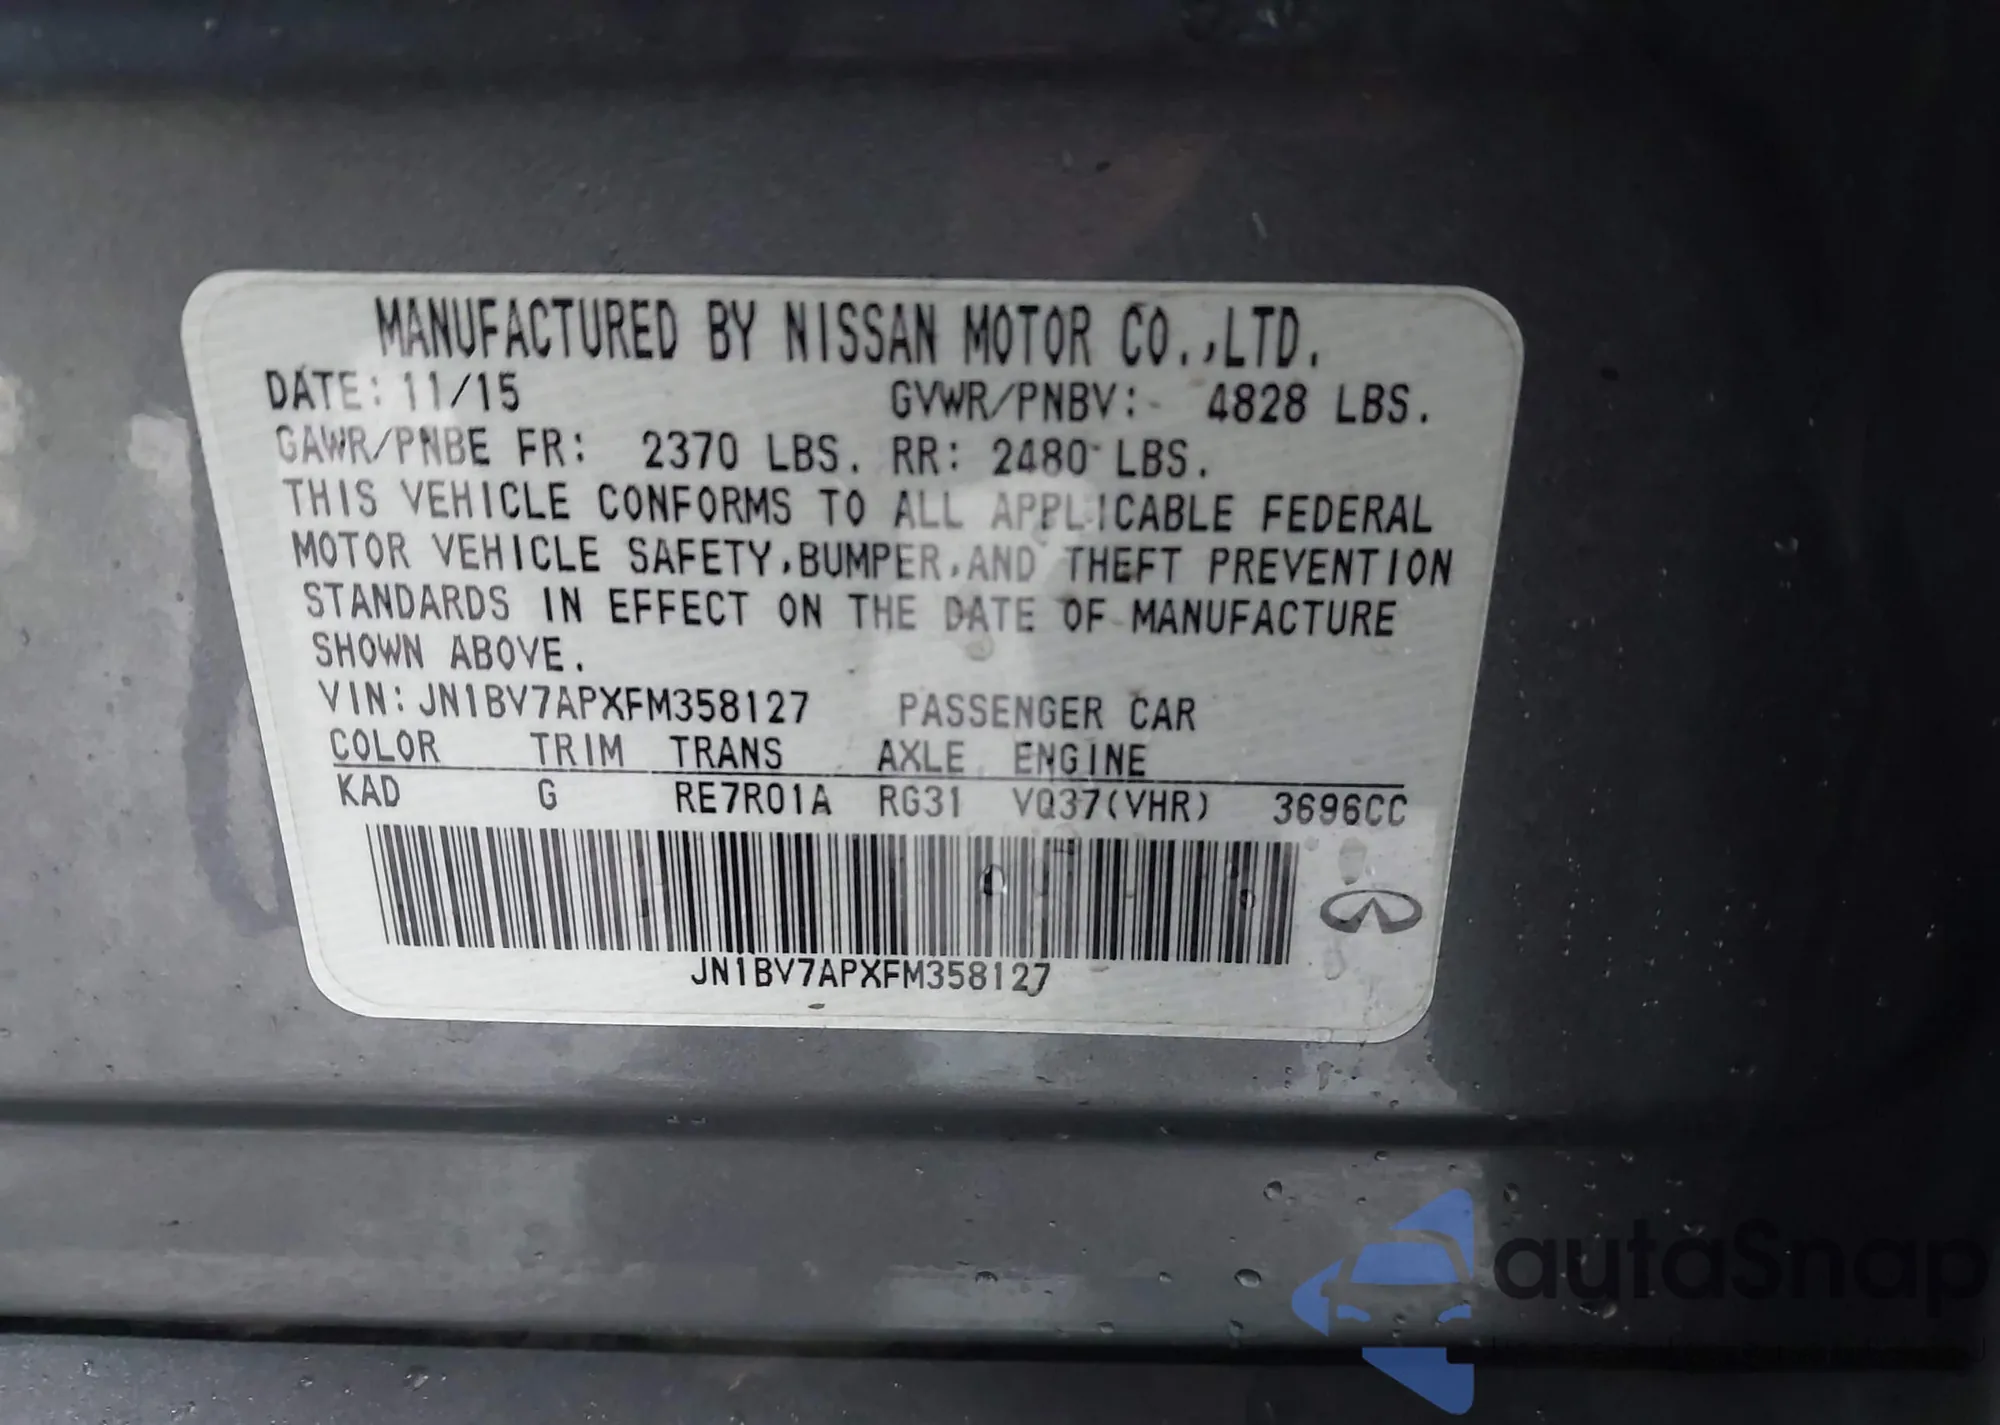 MANUFACTURED BY NISSAN MOTOR CO.,LTD.
DATE: 11/15 GVWR/PNBV: 4828 LBS.
GAWR/PNBE FR: 2370 LBS. RR: 2480 LBS.
THIS VEHICLE CONFORMS TO ALL APPLICABLE FEDERAL
MOTOR VEHICLE SAFETY,BUMPER,AND THEFT PREVENTION
STANDARDS IN EFFECT ON THE DATE OF MANUFACTURE
SHOWN ABOVE.
VIN:JN1BV7APXFM358127 PASSENGER CAR
COLOR TRIM TRANS AXLE ENGINE
KAD G RE7R01A RG31 VQ37(VHR) 3696CC
JN1BV7APXFM358127
autaSnap